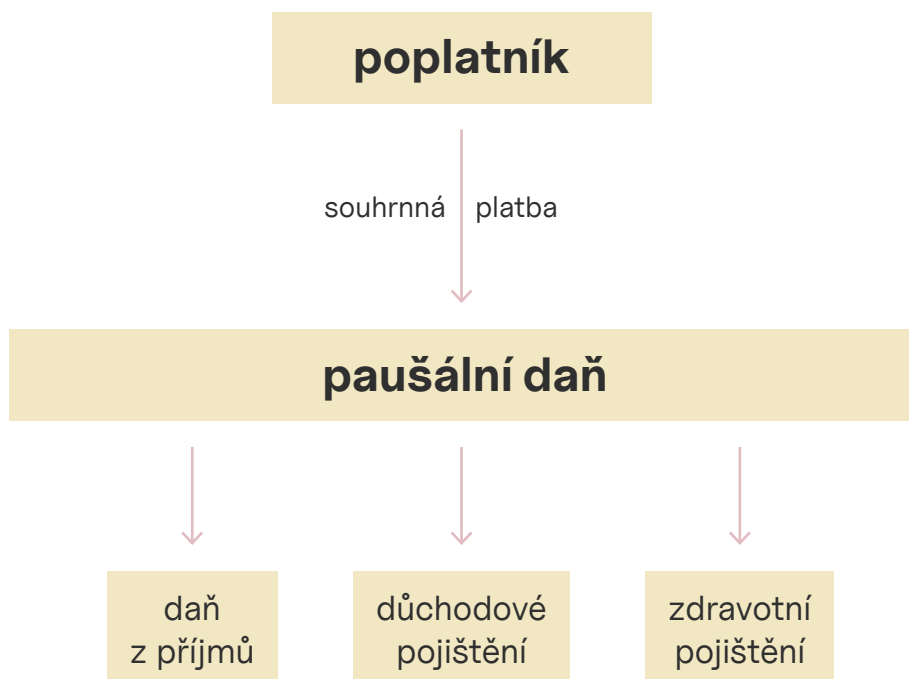 poplatník
souhrnná platba
paušální daň
daň
z příjmů
důchodové
pojištění
zdravotní
pojištění